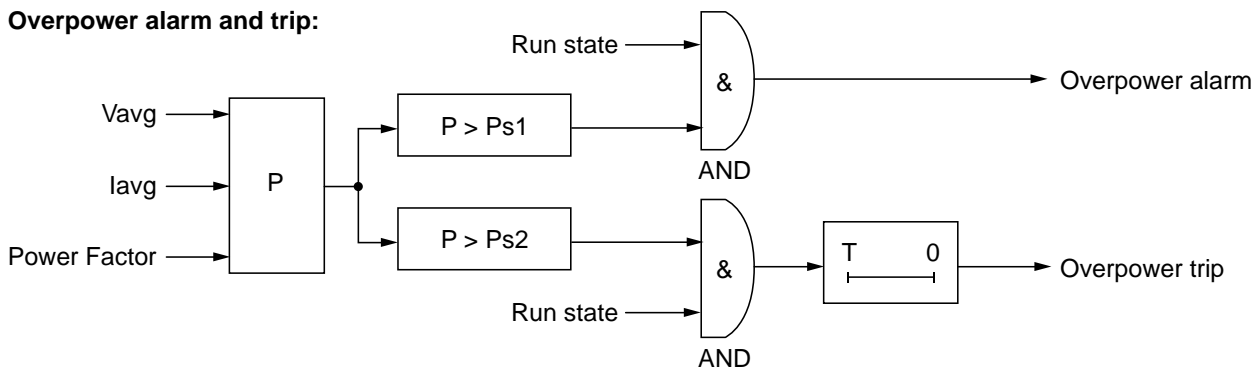 Overpower alarm and trip:
Run state
&
Overpower alarm
Vavg
P > Ps1
AND
Iavg
P
P > Ps2
&
T 0
Overpower trip
Power Factor
Run state
AND